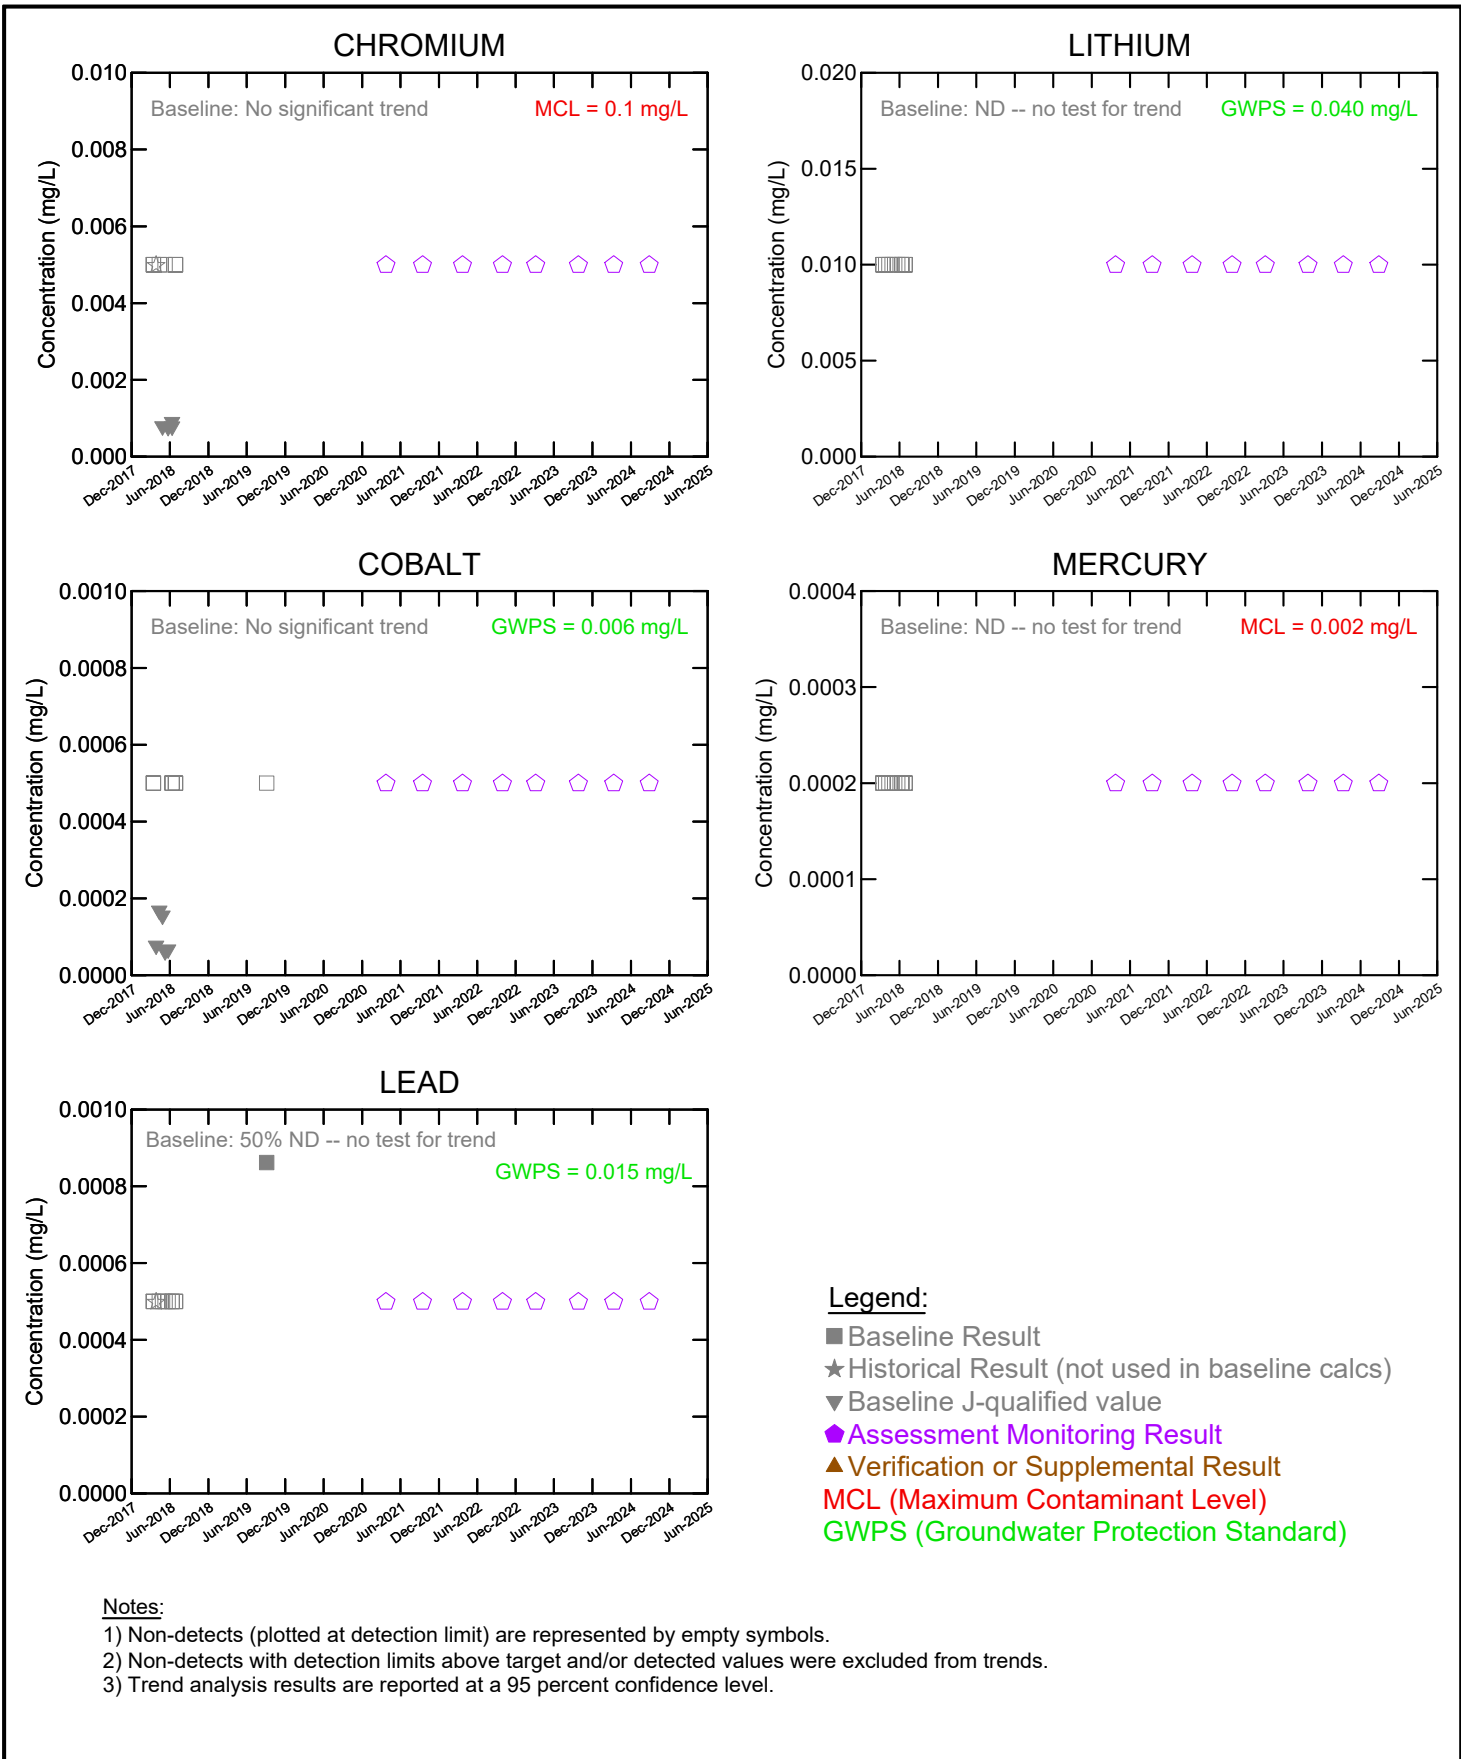 CHROMIUM
Baseline: No significant trend
MCL = 0.1 mg/L
Concentration (mg/L)
0.010
0.008
0.006
0.004
0.002
0.000
Dec-2017 Jun-2018 Dec-2018 Jun-2019 Dec-2019 Jun-2020 Dec-2020 Jun-2021 Dec-2021 Jun-2022 Dec-2022 Jun-2023 Dec-2023 Jun-2024 Dec-2024 Jun-2025
LITHIUM
Baseline: ND -- no test for trend
GWPS = 0.040 mg/L
Concentration (mg/L)
0.020
0.015
0.010
0.005
0.000
Dec-2017 Jun-2018 Dec-2018 Jun-2019 Dec-2019 Jun-2020 Dec-2020 Jun-2021 Dec-2021 Jun-2022 Dec-2022 Jun-2023 Dec-2023 Jun-2024 Dec-2024 Jun-2025
COBALT
Baseline: No significant trend
GWPS = 0.006 mg/L
Concentration (mg/L)
0.0010
0.0008
0.0006
0.0004
0.0002
0.0000
Dec-2017 Jun-2018 Dec-2018 Jun-2019 Dec-2019 Jun-2020 Dec-2020 Jun-2021 Dec-2021 Jun-2022 Dec-2022 Jun-2023 Dec-2023 Jun-2024 Dec-2024 Jun-2025
MERCURY
Baseline: ND -- no test for trend
MCL = 0.002 mg/L
Concentration (mg/L)
0.0004
0.0003
0.0002
0.0001
0.0000
Dec-2017 Jun-2018 Dec-2018 Jun-2019 Dec-2019 Jun-2020 Dec-2020 Jun-2021 Dec-2021 Jun-2022 Dec-2022 Jun-2023 Dec-2023 Jun-2024 Dec-2024 Jun-2025
LEAD
Baseline: 50% ND -- no test for trend
GWPS = 0.015 mg/L
Concentration (mg/L)
0.0010
0.0008
0.0006
0.0004
0.0002
0.0000
Dec-2017 Jun-2018 Dec-2018 Jun-2019 Dec-2019 Jun-2020 Dec-2020 Jun-2021 Dec-2021 Jun-2022 Dec-2022 Jun-2023 Dec-2023 Jun-2024 Dec-2024 Jun-2025
Legend:
Baseline Result
Historical Result (not used in baseline calcs)
Baseline J-qualified value
Assessment Monitoring Result
Verification or Supplemental Result
MCL (Maximum Contaminant Level)
GWPS (Groundwater Protection Standard)
Notes:
1) Non-detects (plotted at detection limit) are represented by empty symbols.
2) Non-detects with detection limits above target and/or detected values were excluded from trends.
3) Trend analysis results are reported at a 95 percent confidence level.